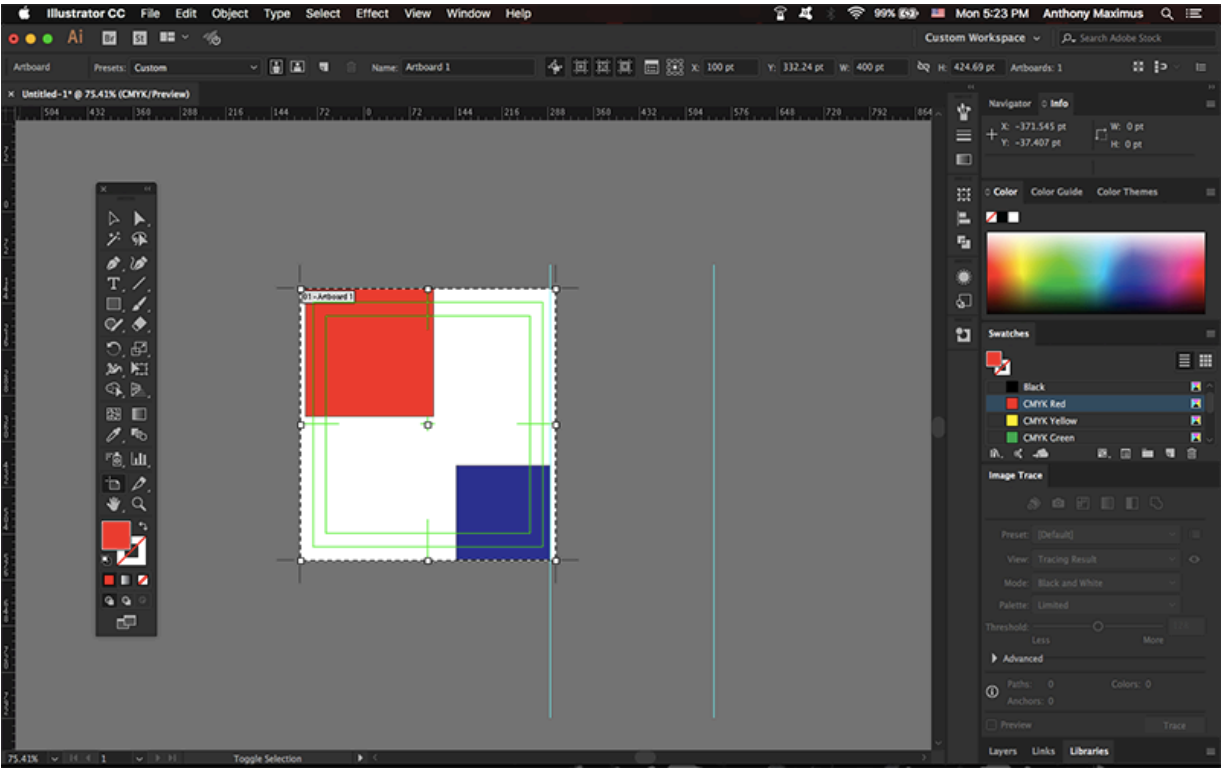 Illustrator CC File Edit Object Type Select Effect View Window Help 99% Mon 5:23 PM Anthony Maximus
Ai Br St Custom Workspace Search Adobe Stock
Artboard Presets: Custom Name: Artboard 1 X: 100 pt Y: 332.24 pt W: 400 pt H: 424.69 pt Artboards: 1
× Untitled-1* @ 75.41% (CMYK/Preview)
504 432 360 288 216 144 72 0 72 144 216 288 360 432 504 576 648 720 792 864
Navigator Info
X: -371.545 pt W: 0 pt
Y: -37.407 pt H: 0 pt
Color Color Guide Color Themes
01 - Artboard 1
Swatches
Black
CMYK Red
CMYK Yellow
CMYK Green
Image Trace
Preset: [Default]
View: Tracing Result
Mode: Black and White
Palette: Limited
Threshold:
Less More
Advanced
Paths: 0 Colors: 0
Anchors: 0
Preview Trace
Layers Links Libraries
75.41% 1 Toggle Selection